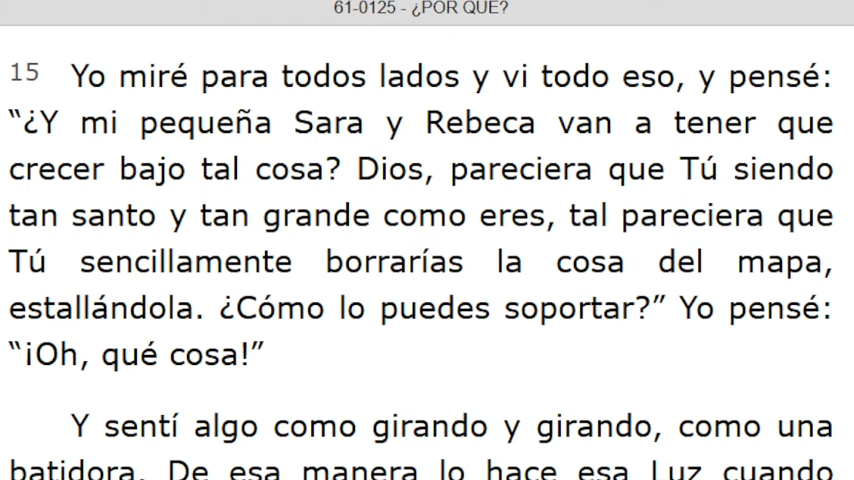 61-0125 - ¿POR QUÉ?
15 Yo miré para todos lados y vi todo eso, y pensé:
“¿Y mi pequeña Sara y Rebeca van a tener que
crecer bajo tal cosa? Dios, pareciera que Tú siendo
tan santo y tan grande como eres, tal pareciera que
Tú sencillamente borrarías la cosa del mapa,
estallándola. ¿Cómo lo puedes soportar?” Yo pensé:
“¡Oh, qué cosa!”
Y sentí algo como girando y girando, como una
batidora. De esa manera lo hace esa Luz cuando